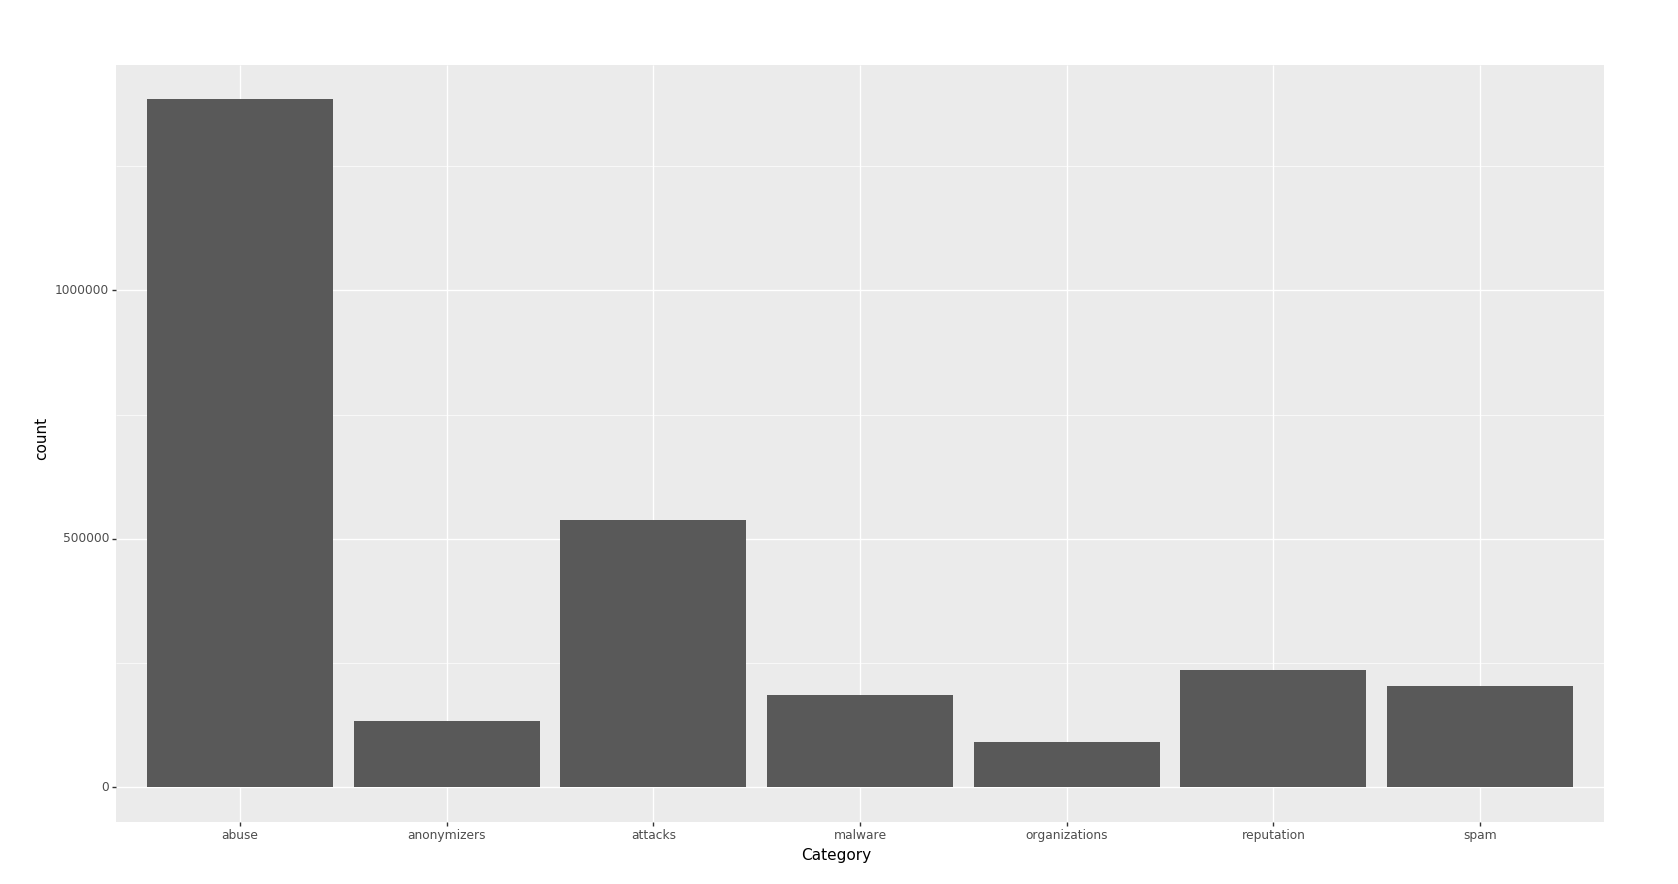 count
1000000
500000
0
abuse anonymizers attacks malware organizations reputation spam
Category